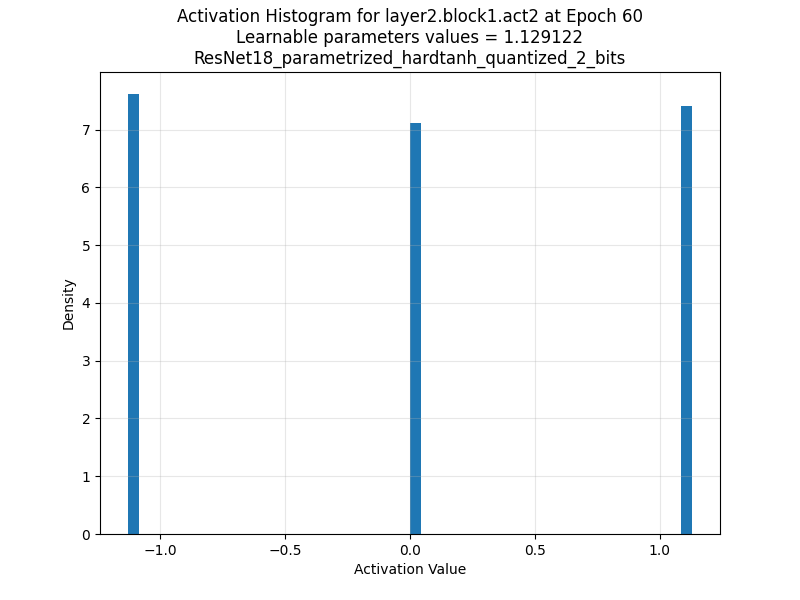 Activation Histogram for layer2.block1.act2 at Epoch 60
Learnable parameters values = 1.129122
ResNet18_parametrized_hardtanh_quantized_2_bits
7
6
5
4
3
2
1
0
Density
−1.0
−0.5
0.0
0.5
1.0
Activation Value